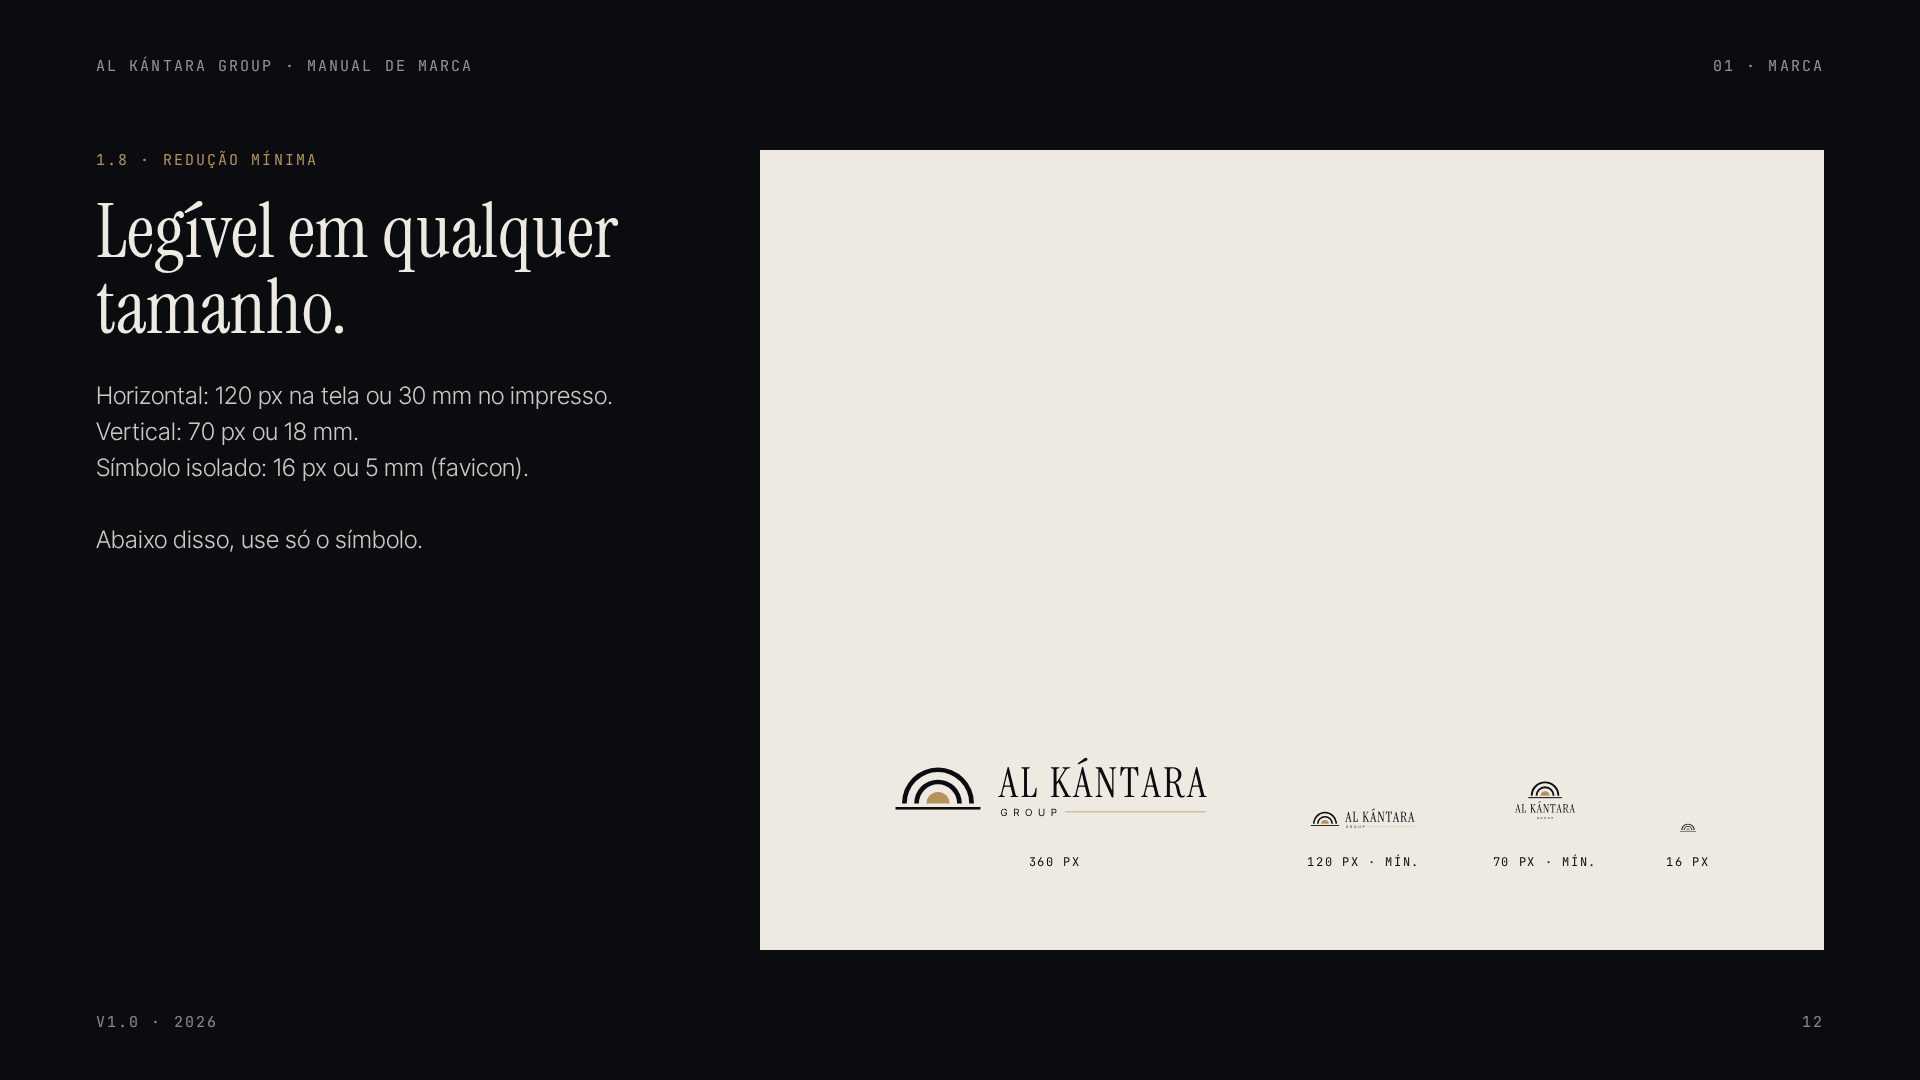 AL KÁNTARA GROUP · MANUAL DE MARCA
01 · MARCA
1.8 · REDUÇÃO MÍNIMA
Legível em qualquer
tamanho.
Horizontal: 120 px na tela ou 30 mm no impresso.
Vertical: 70 px ou 18 mm.
Símbolo isolado: 16 px ou 5 mm (favicon).
Abaixo disso, use só o símbolo.
AL KÁNTARA
GROUP
360 PX
AL KÁNTARA
GROUP
120 PX · MÍN.
AL KÁNTARA
GROUP
70 PX · MÍN.
16 PX
V1.0 · 2026
12